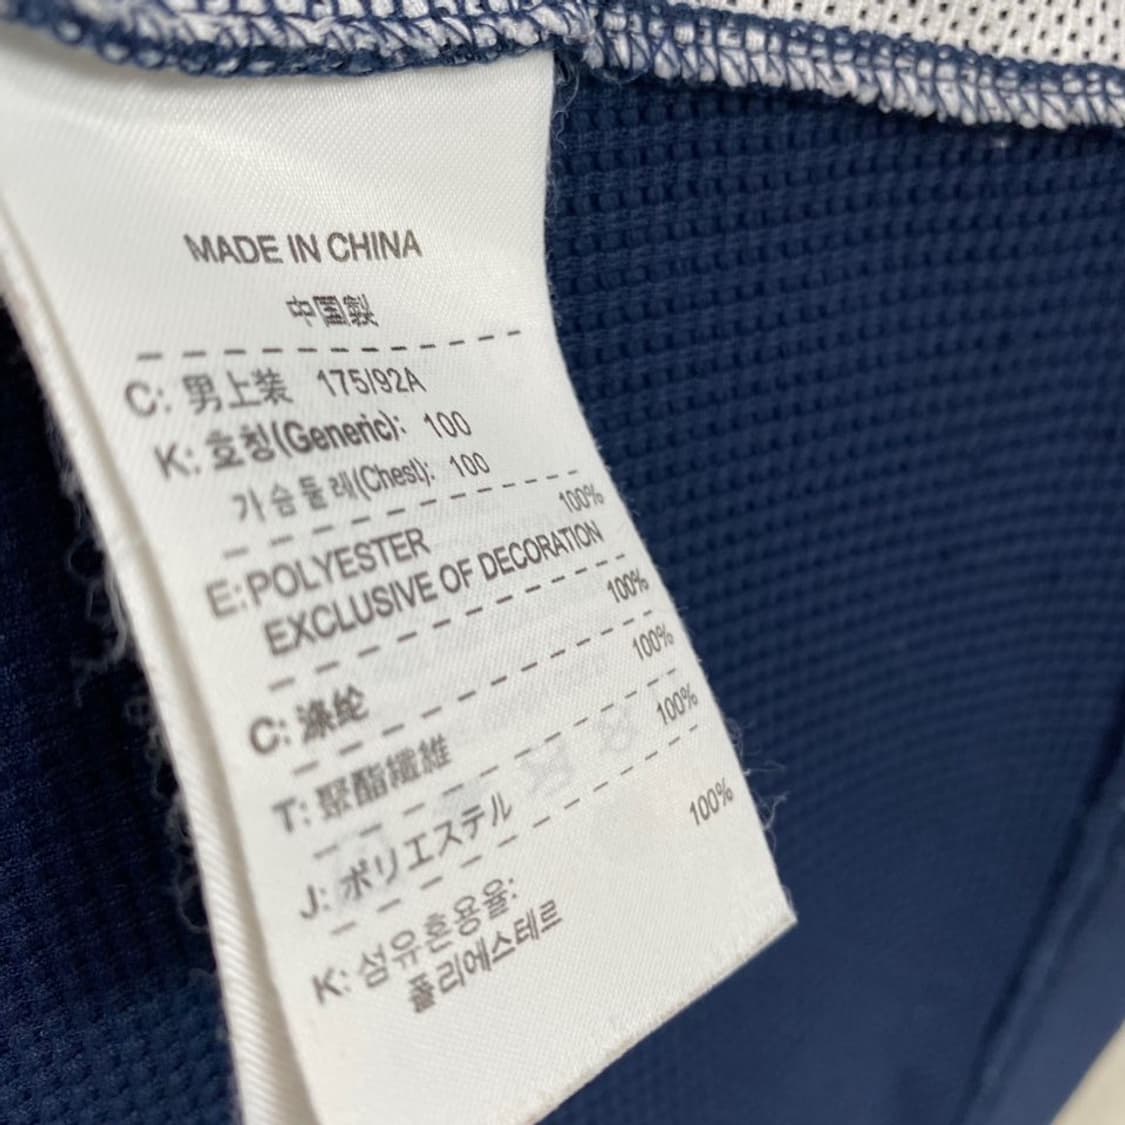 MADE IN CHINA
中国製
C: 男上装 175/92A
K: 호칭(Generic): 100
가슴둘레(Chest): 100
E: POLYESTER 100%
EXCLUSIVE OF DECORATION
C: 涤纶 100%
T: 聚酯纖維 100%
J: ポリエステル 100%
K: 섬유혼용율:
폴리에스테르 100%